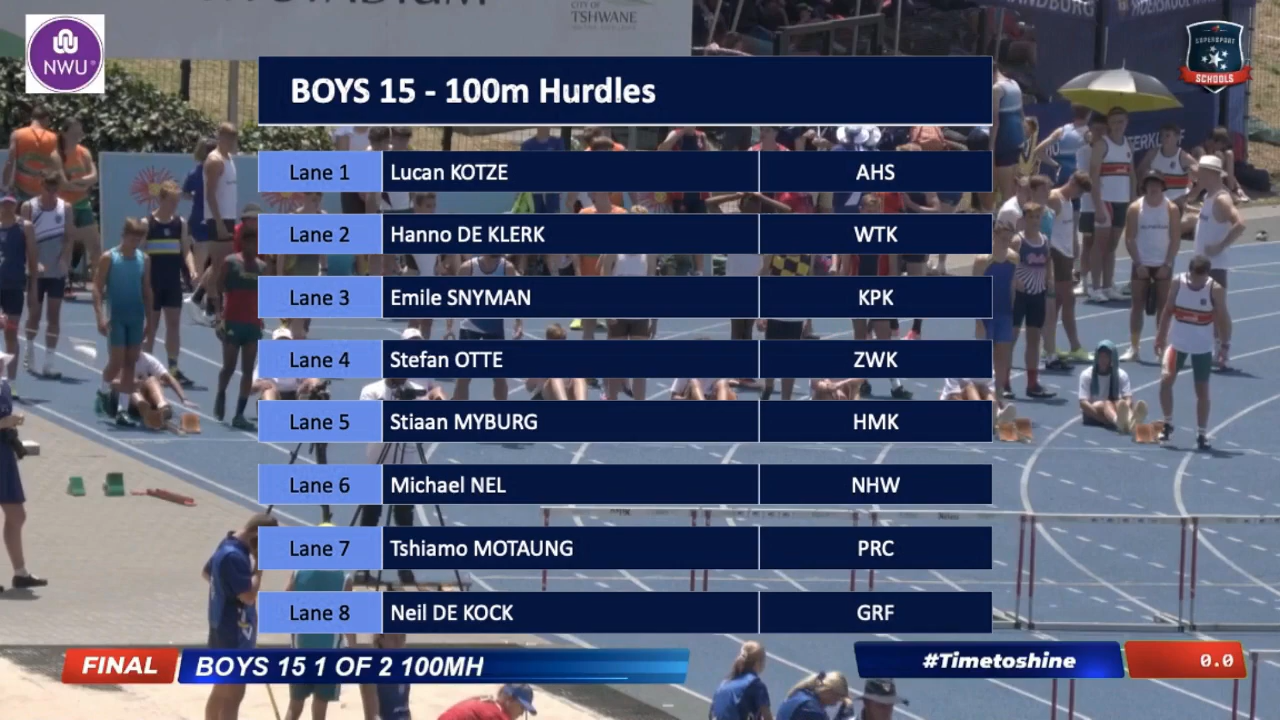 CITY OF
TSHWANE
NWU
SUPERSPORT
SCHOOLS
BOYS 15 - 100m Hurdles
Lane 1 Lucan KOTZE AHS
Lane 2 Hanno DE KLERK WTK
Lane 3 Emile SNYMAN KPK
Lane 4 Stefan OTTE ZWK
Lane 5 Stiaan MYBURG HMK
Lane 6 Michael NEL NHW
Lane 7 Tshiamo MOTAUNG PRC
Lane 8 Neil DE KOCK GRF
FINAL BOYS 15 1 OF 2 100MH #Timetoshine 0.0